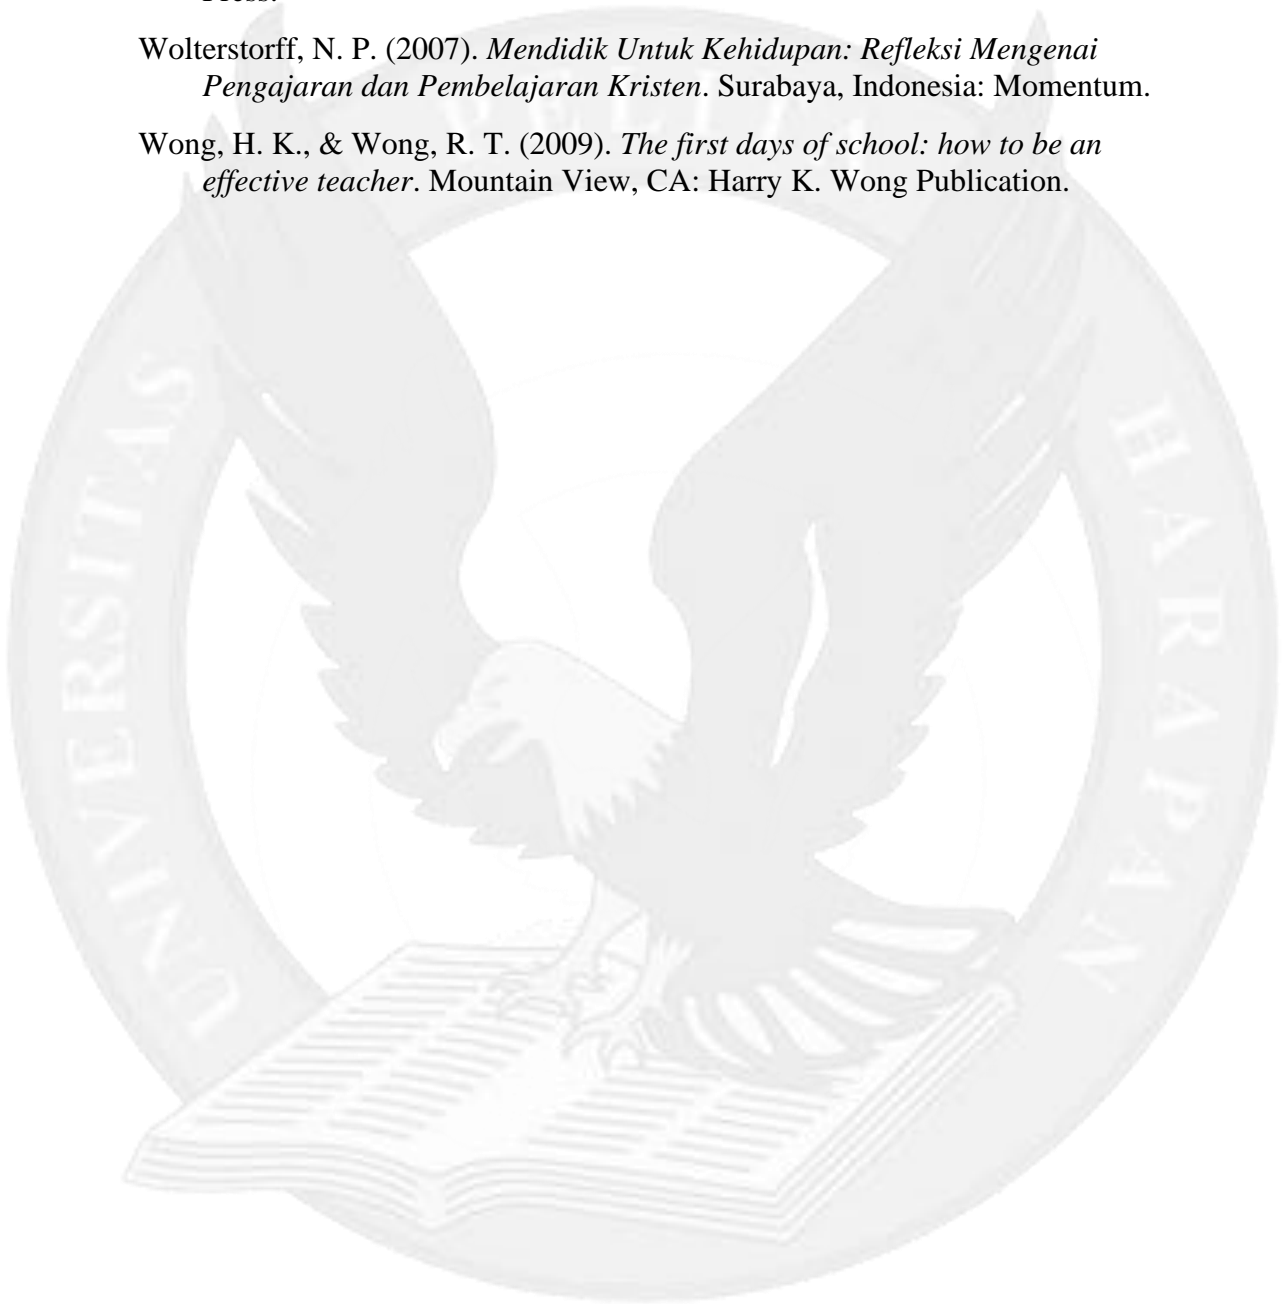 Press.
Wolterstorff, N. P. (2007). Mendidik Untuk Kehidupan: Refleksi Mengenai
Pengajaran dan Pembelajaran Kristen. Surabaya, Indonesia: Momentum.
Wong, H. K., & Wong, R. T. (2009). The first days of school: how to be an
effective teacher. Mountain View, CA: Harry K. Wong Publication.
UNIVERSITAS PELITA HARAPAN